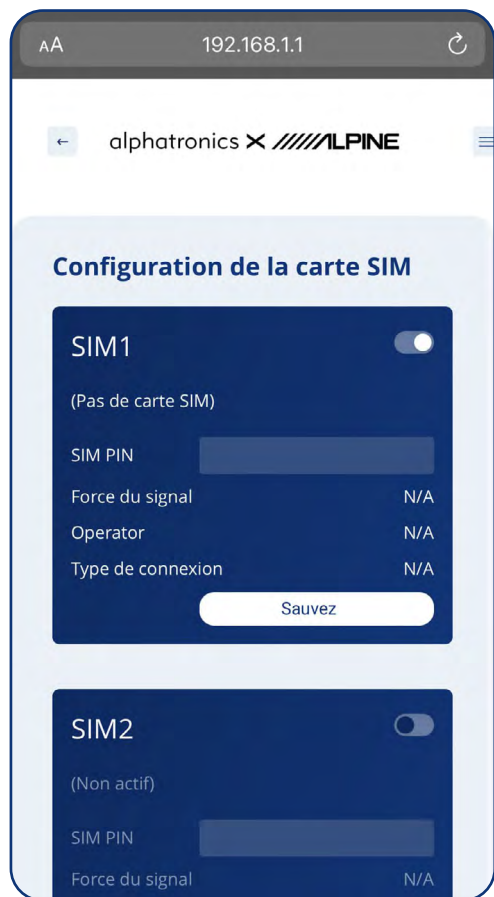 AA 192.168.1.1
alphatronics X ALPINE
Configuration de la carte SIM
SIM1
(Pas de carte SIM)
SIM PIN
Force du signal N/A
Operator N/A
Type de connexion N/A
Sauvez
SIM2
(Non actif)
SIM PIN
Force du signal N/A